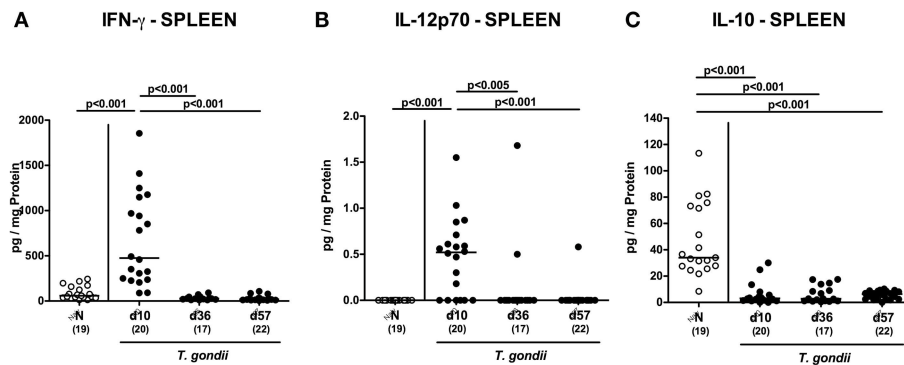 A
IFN-γ - SPLEEN
p<0.001
p<0.001
p<0.001
pg / mg Protein
2000
1500
1000
500
0
N
d10
d36
d57
(19)
(20)
(17)
(22)
T. gondii
B
IL-12p70 - SPLEEN
p<0.005
p<0.001
p<0.001
pg / mg Protein
2.0
1.5
1.0
0.5
0.0
N
d10
d36
d57
(19)
(20)
(17)
(22)
T. gondii
C
IL-10 - SPLEEN
p<0.001
p<0.001
p<0.001
pg / mg Protein
140
120
100
80
60
40
20
0
N
d10
d36
d57
(19)
(20)
(17)
(22)
T. gondii